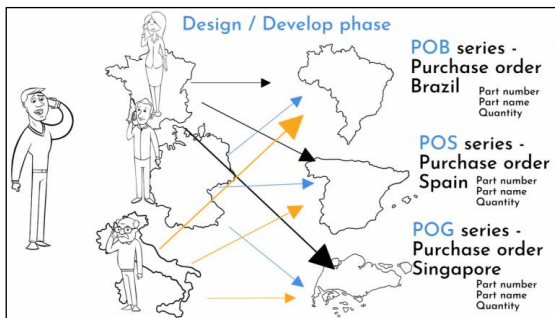 Design / Develop phase
POB series -
Purchase order
Brazil
Part number
Part name
Quantity
POS series -
Purchase order
Spain
Part number
Part name
Quantity
POG series -
Purchase order
Singapore
Part number
Part name
Quantity